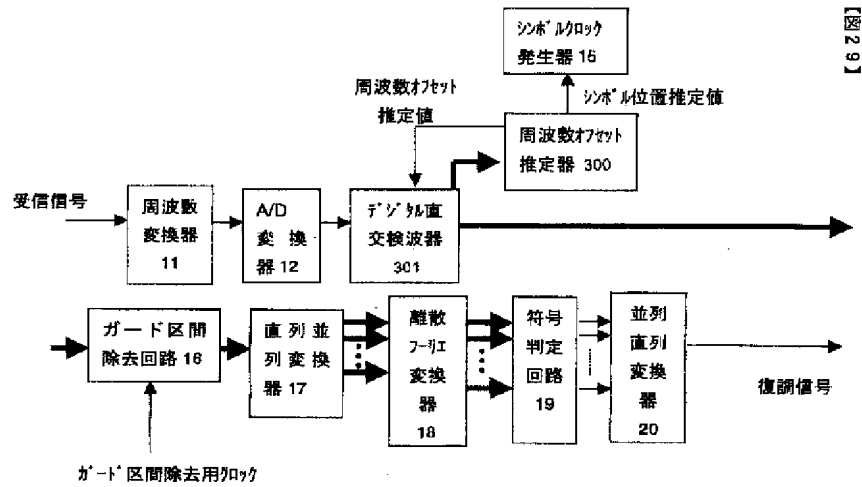 【図29】
シンボルクロック
発生器 15
周波数オフセット
推定値
シンボル位置推定値
周波数オフセット
推定器 300
受信信号
周波数
変換器
11
A/D
変換
器 12
デジタル直
交検波器
301
ガード区間
除去回路 16
直列並
列変換
器 17
離散
フーリエ
変換
器
18
符号
判定
回路
19
並列
直列
変換
器
20
復調信号
ガード区間除去用クロック